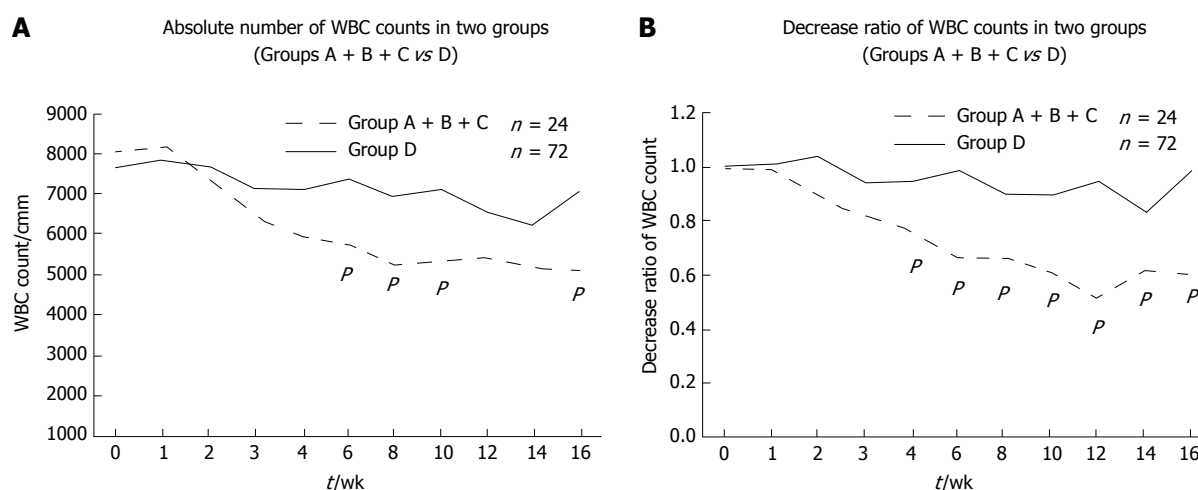 A
Absolute number of WBC counts in two groups
(Groups A + B + C vs D)
9000
8000
7000
6000
5000
4000
3000
2000
1000
WBC count/cmm
Group A + B + C n = 24
Group D n = 72
P P P P
0 1 2 3 4 6 8 10 12 14 16
t/wk
B
Decrease ratio of WBC counts in two groups
(Groups A + B + C vs D)
1.2
1.0
0.8
0.6
0.4
0.2
0.0
Decrease ratio of WBC count
Group A + B + C n = 24
Group D n = 72
P P P P P P P
0 1 2 3 4 6 8 10 12 14 16
t/wk